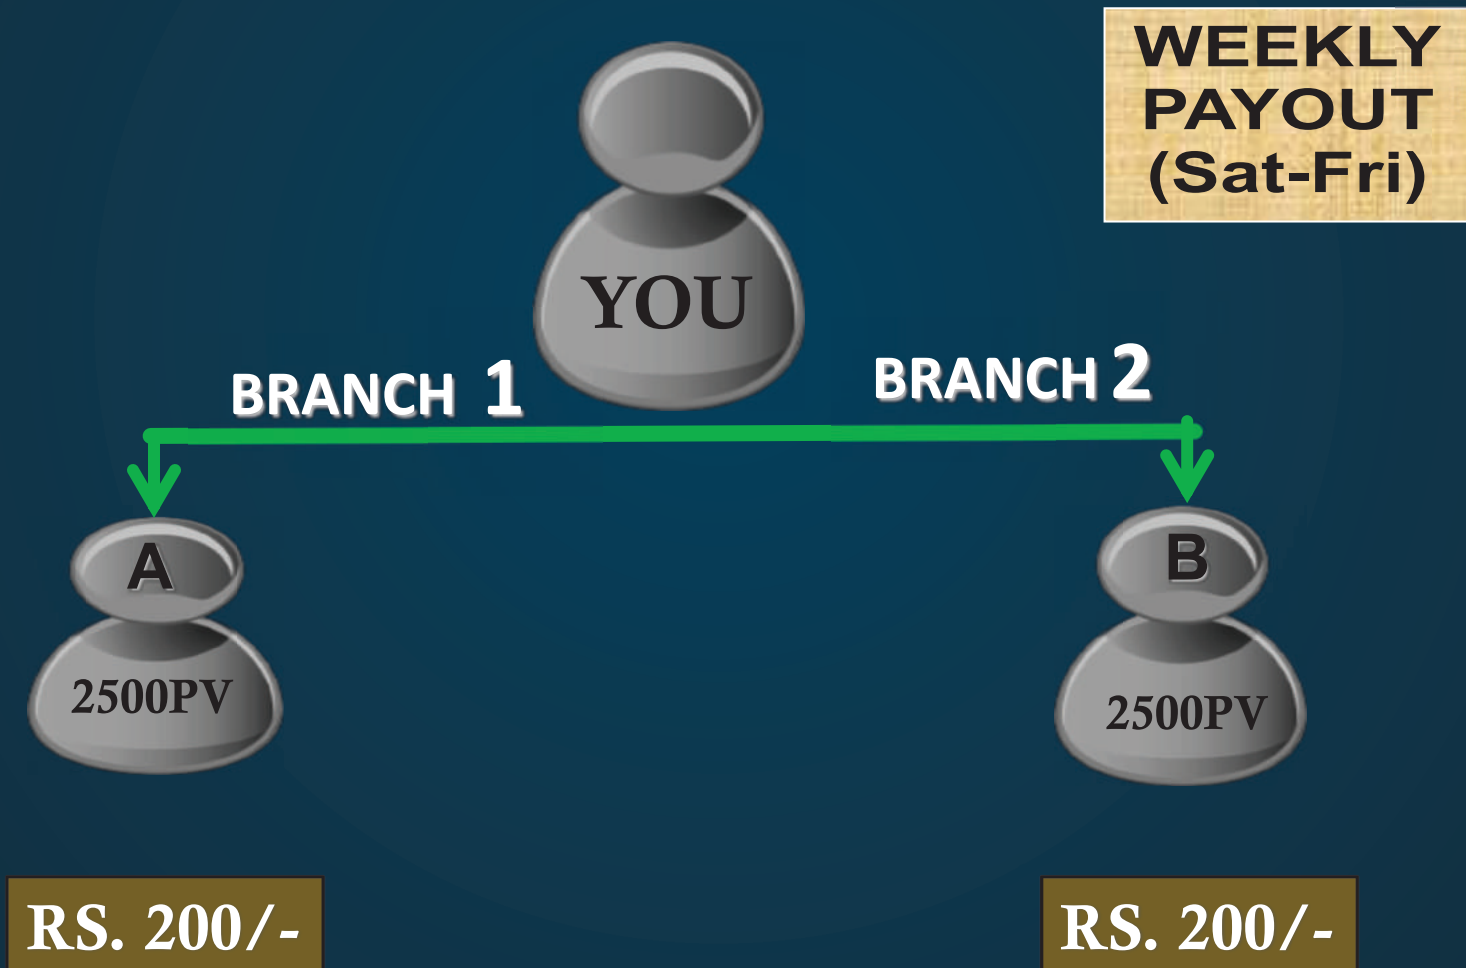 WEEKLY
PAYOUT
(Sat-Fri)
YOU
BRANCH 1
BRANCH 2
A
B
2500PV
2500PV
RS. 200/-
RS. 200/-